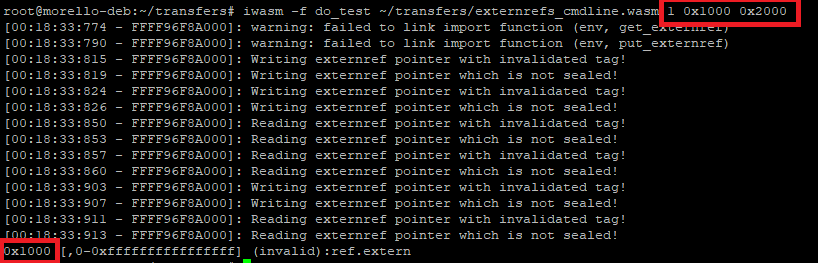 root@morello-deb:~/transfers# iwasm -f do_test ~/transfers/externrefs_cmdline.wasm 1 0x1000 0x2000
[00:18:33:774 - FFFF96F8A000]: warning: failed to link import function (env, get_externref)
[00:18:33:790 - FFFF96F8A000]: warning: failed to link import function (env, put_externref)
[00:18:33:815 - FFFF96F8A000]: Writing externref pointer with invalidated tag!
[00:18:33:819 - FFFF96F8A000]: Writing externref pointer which is not sealed!
[00:18:33:824 - FFFF96F8A000]: Writing externref pointer with invalidated tag!
[00:18:33:826 - FFFF96F8A000]: Writing externref pointer which is not sealed!
[00:18:33:850 - FFFF96F8A000]: Reading externref pointer with invalidated tag!
[00:18:33:853 - FFFF96F8A000]: Reading externref pointer which is not sealed!
[00:18:33:857 - FFFF96F8A000]: Reading externref pointer with invalidated tag!
[00:18:33:860 - FFFF96F8A000]: Reading externref pointer which is not sealed!
[00:18:33:903 - FFFF96F8A000]: Writing externref pointer with invalidated tag!
[00:18:33:907 - FFFF96F8A000]: Writing externref pointer which is not sealed!
[00:18:33:911 - FFFF96F8A000]: Reading externref pointer with invalidated tag!
[00:18:33:913 - FFFF96F8A000]: Reading externref pointer which is not sealed!
0x1000 [,0-0xffffffffffffffff] (invalid):ref.extern